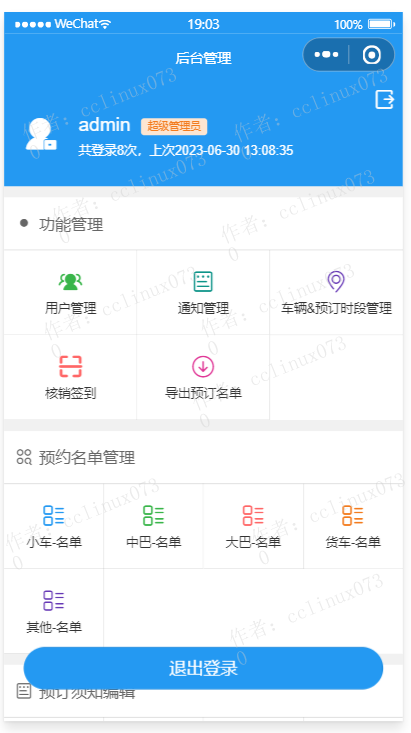 WeChat 19:03 100%
后台管理
admin 超级管理员
共登录8次，上次2023-06-30 13:08:35
功能管理
用户管理 通知管理 车辆&预订时段管理
核销签到 导出预订名单
预约名单管理
小车-名单 中巴-名单 大巴-名单 货车-名单
其他-名单
退出登录
预订须知编辑
作者：cclinux0730